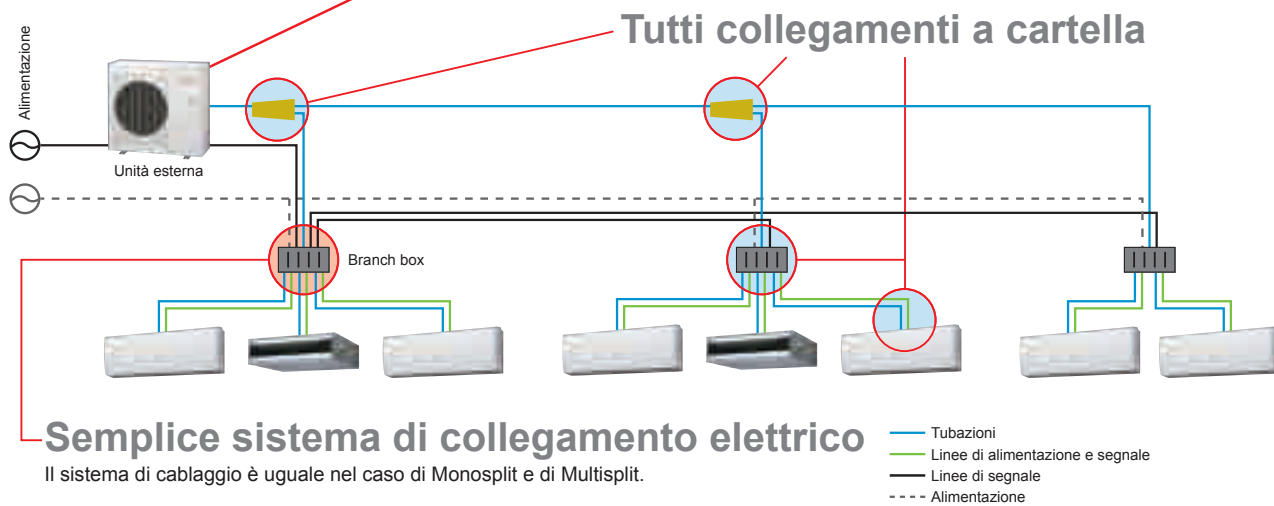 Tutti collegamenti a cartella
Alimentazione
Unità esterna
Branch box
Semplice sistema di collegamento elettrico
Il sistema di cablaggio è uguale nel caso di Monosplit e di Multisplit.
Tubazioni
Linee di alimentazione e segnale
Linee di segnale
Alimentazione